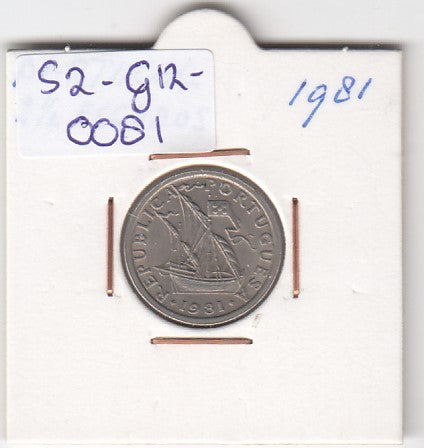 S2-G12-
0081
1981
REPUBLICA PORTUGUESA
·1981·